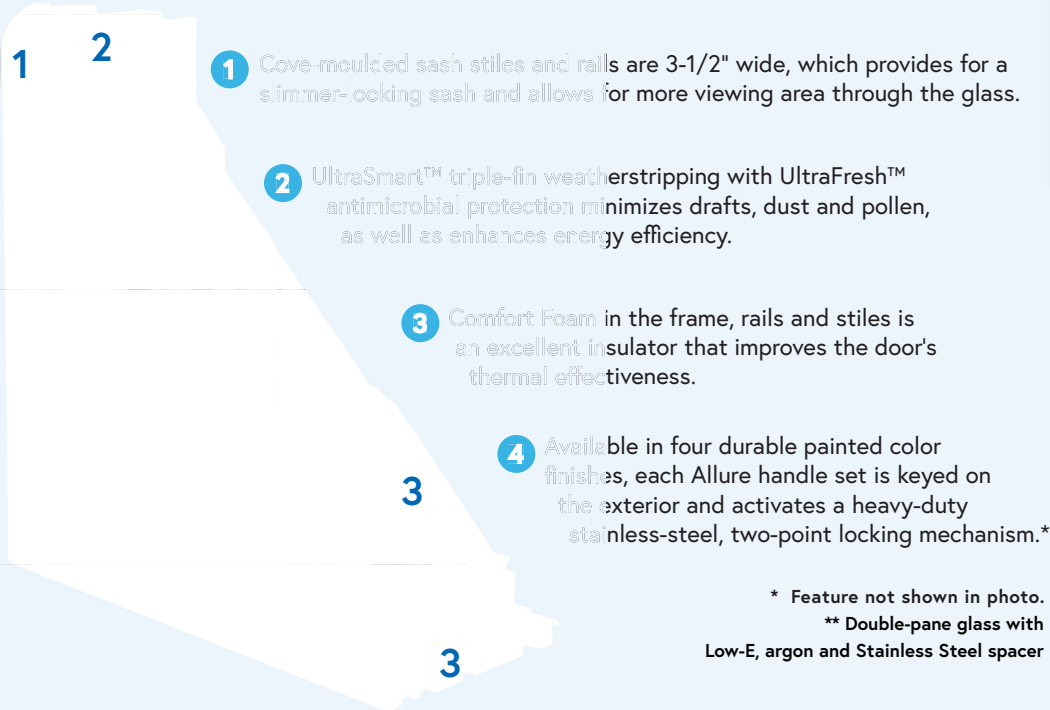 1
2
1 Cove-moulded sash stiles and rails are 3-1/2" wide, which provides for a
slimmer-looking sash and allows for more viewing area through the glass.
2 UltraSmart™ triple-fin weatherstripping with UltraFresh™
antimicrobial protection minimizes drafts, dust and pollen,
as well as enhances energy efficiency.
3 Comfort Foam in the frame, rails and stiles is
an excellent insulator that improves the door's
thermal effectiveness.
4 Available in four durable painted color
finishes, each Allure handle set is keyed on
the exterior and activates a heavy-duty
stainless-steel, two-point locking mechanism.*
3
* Feature not shown in photo.
** Double-pane glass with
Low-E, argon and Stainless Steel spacer
3